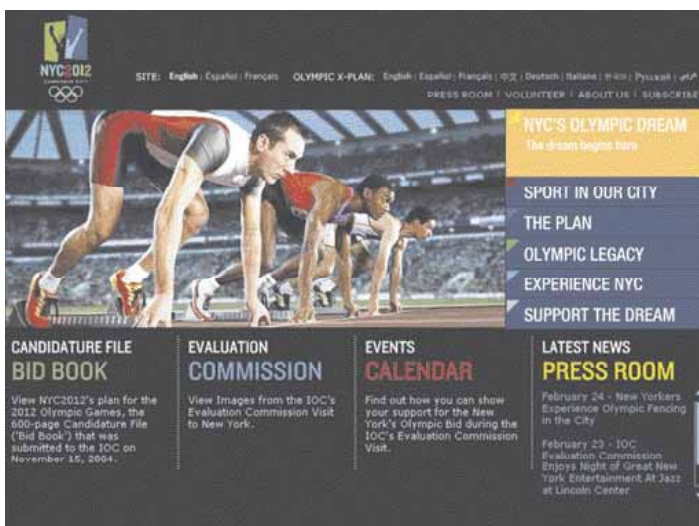 NYC2012
CANDIDATE CITY
SITE: English | Español | Français OLYMPIC X-PLAN: English | Español | Français | 中文 | Deutsch | Italiano | 한국어 | Русский |
PRESS ROOM | VOLUNTEER | ABOUT US | SUBSCRIBE
NYC'S OLYMPIC DREAM
The dream begins here
SPORT IN OUR CITY
THE PLAN
OLYMPIC LEGACY
EXPERIENCE NYC
SUPPORT THE DREAM
CANDIDATURE FILE
BID BOOK
View NYC2012's plan for the
2012 Olympic Games, the
600-page Candidature File
('Bid Book') that was
submitted to the IOC on
November 15, 2004.
EVALUATION
COMMISSION
View Images from the IOC's
Evaluation Commission Visit
to New York.
EVENTS
CALENDAR
Find out how you can show
your support for the New
York's Olympic Bid during the
IOC's Evaluation Commission
Visit.
LATEST NEWS
PRESS ROOM
February 24 - New Yorkers
Experience Olympic Fencing
in the City
February 23 - IOC
Evaluation Commission
Enjoys Night of Great New
York Entertainment At Jazz
at Lincoln Center